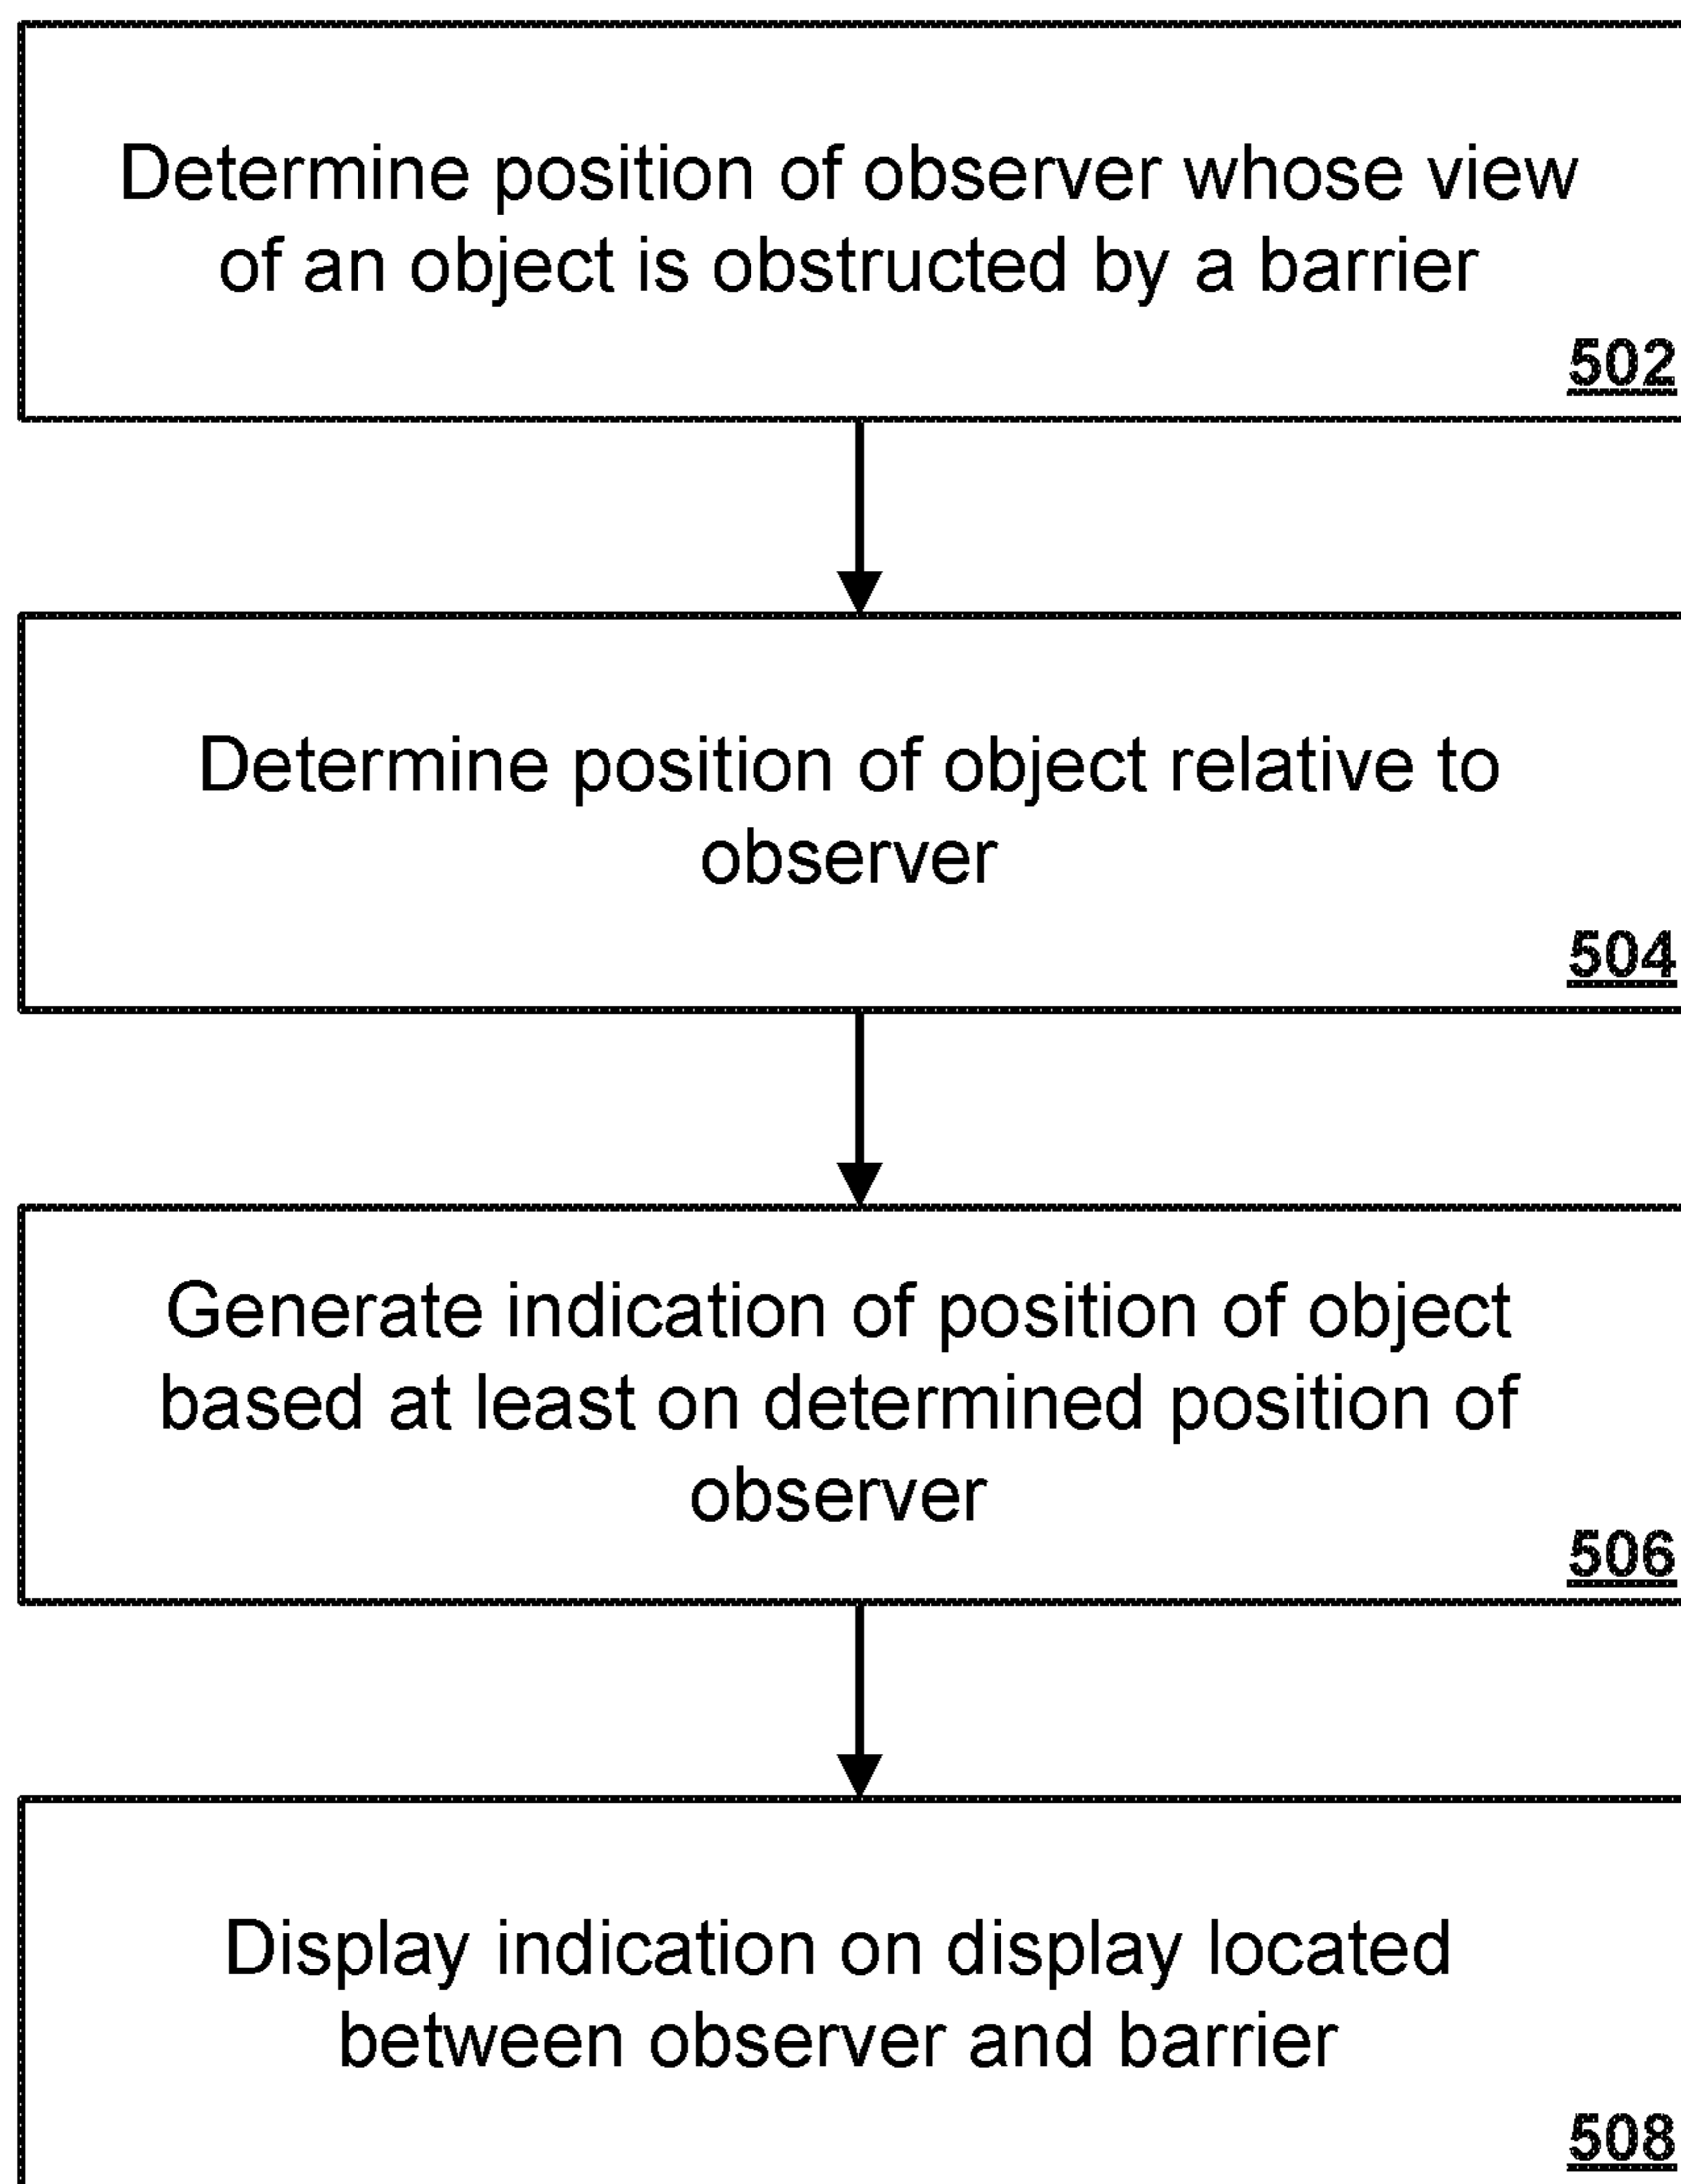 Determine position of observer whose view
of an object is obstructed by a barrier
502
Determine position of object relative to
observer
504
Generate indication of position of object
based at least on determined position of
observer
506
Display indication on display located
between observer and barrier
508